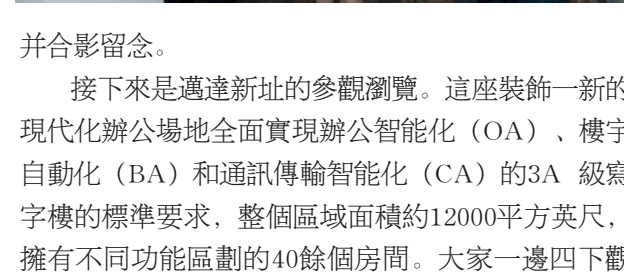 并合影留念。
接下來是邁達新址的參觀瀏覽。這座裝飾一新的
現代化辦公場地全面實現辦公智能化（OA）、樓宇
自動化（BA）和通訊傳輸智能化（CA）的3A 級寫
字樓的標準要求，整個區域面積約12000平方英尺，
擁有不同功能區劃的40餘個房間。大家一邊四下觀